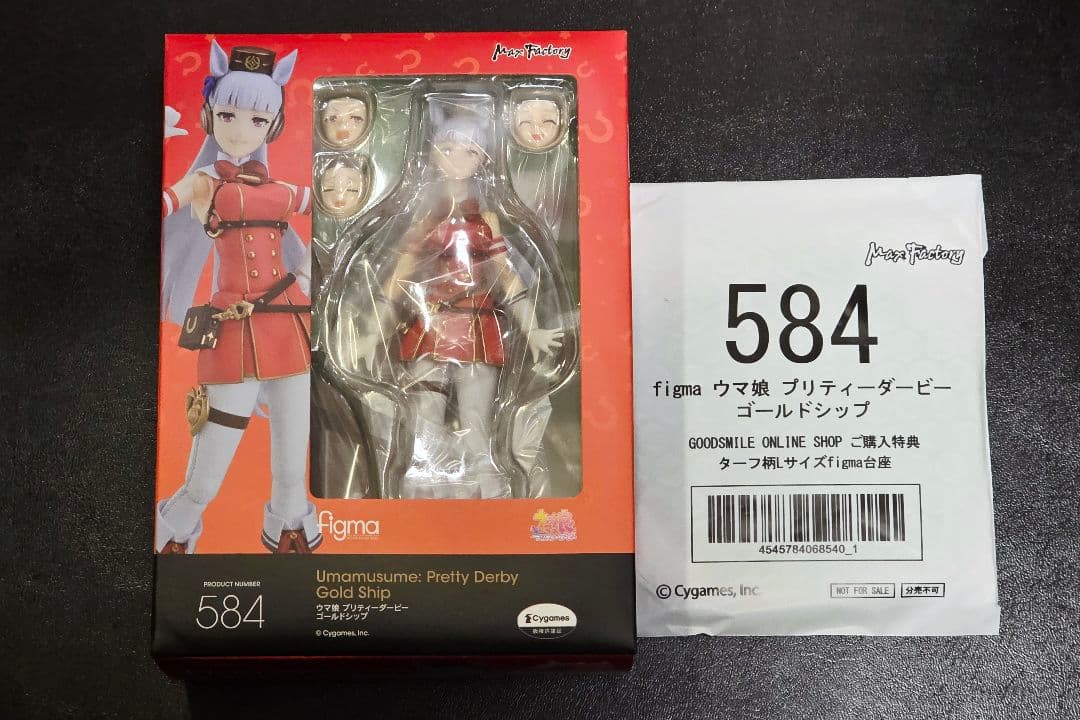 Max Factory
figma
PRODUCT NUMBER
584
Umamusume: Pretty Derby
Gold Ship
ウマ娘 プリティーダービー
ゴールドシップ
© Cygames, Inc.
Cygames
Max Factory
584
figma ウマ娘 プリティーダービー
ゴールドシップ
GOODSMILE ONLINE SHOP ご購入特典
ターフ柄Lサイズfigma台座
4545784068540_1
© Cygames, Inc.
NOT FOR SALE
分売不可